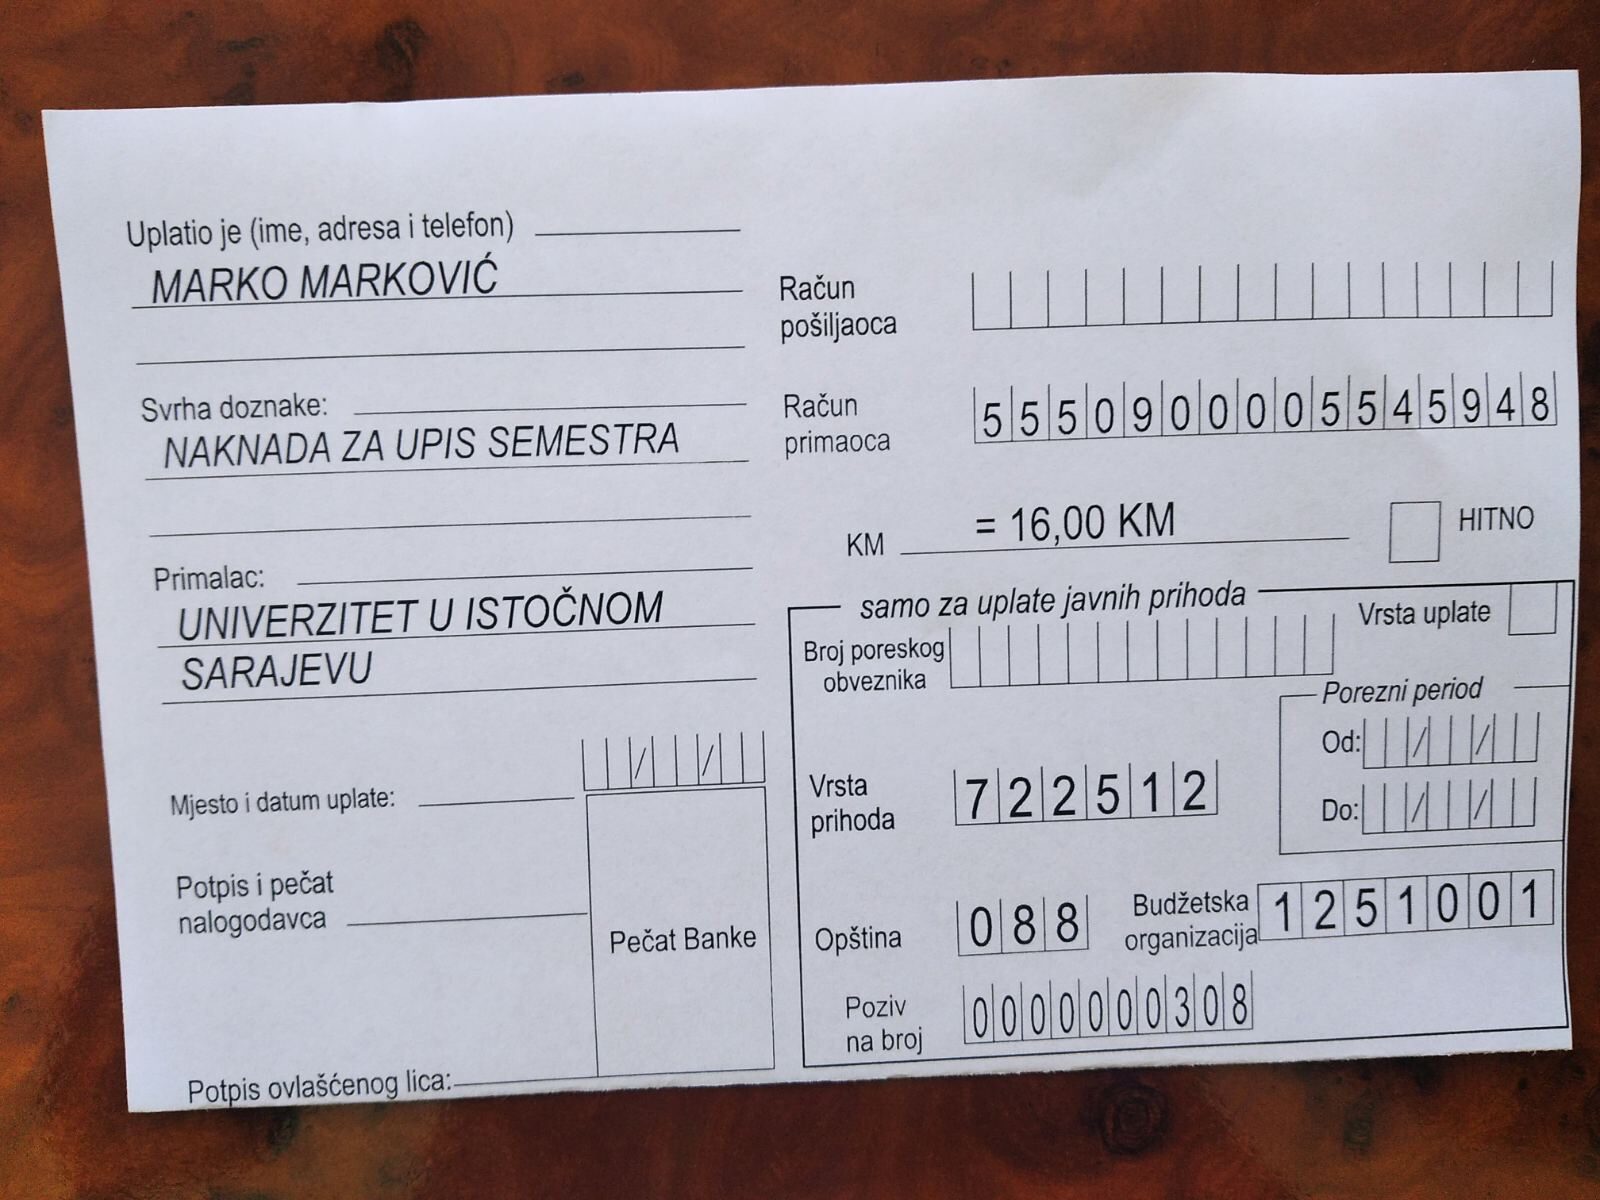 Uplatio je (ime, adresa i telefon)
MARKO MARKOVIĆ
Svrha doznake:
NAKNADA ZA UPIS SEMESTRA
Primalac:
UNIVERZITET U ISTOČNOM
SARAJEVU
Mjesto i datum uplate:
/ /
Potpis i pečat
nalogodavca
Pečat Banke
Potpis ovlašćenog lica:
Račun
pošiljaoca
Račun
primaoca
5550900005545948
KM = 16,00 KM
HITNO
samo za uplate javnih prihoda
Broj poreskog
obveznika
Vrsta uplate
Porezni period
Od: / /
Do: / /
Vrsta
prihoda
722512
Opština 088
Budžetska
organizacija
1251001
Poziv
na broj
0000000308